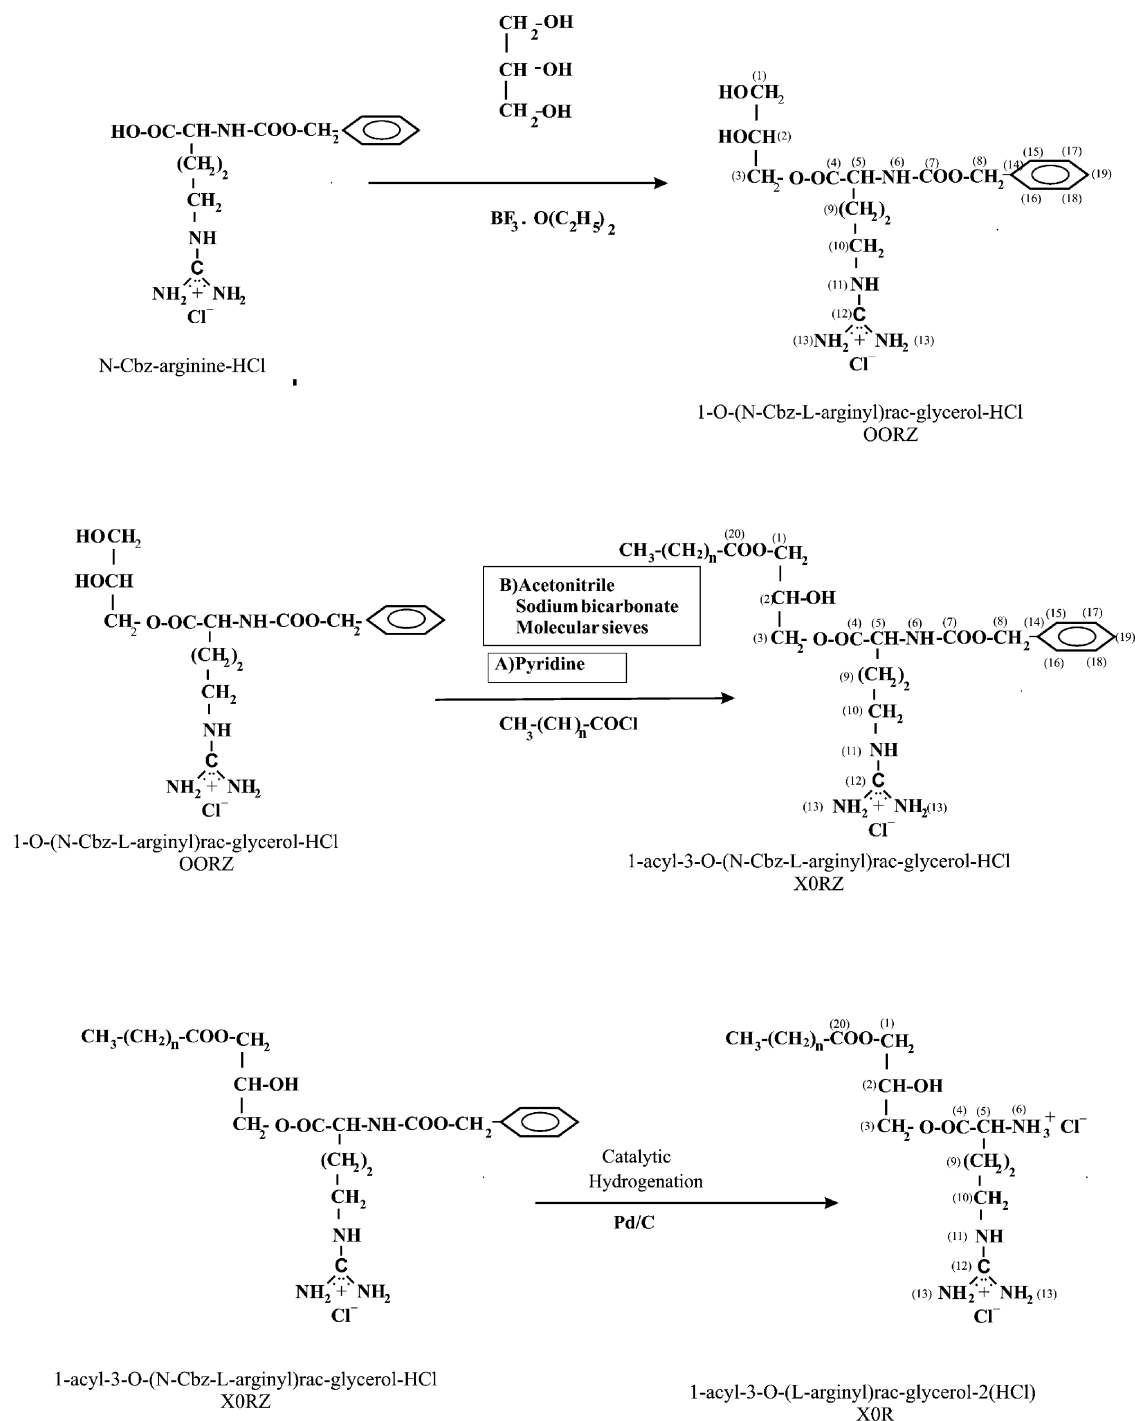 CH2-OH
CH-OH
CH2-OH
HO-OC-CH-NH-COO-CH2
(CH2)2
CH2
NH
C
NH2 + NH2
Cl−
N-Cbz-arginine-HCl
BF3. O(C2H5)2
(1)
HOCH2
HOCH(2)
(3)CH2- O-OC-CH-NH-COO-CH2
(4) (5) (6) (7) (8) (14) (15) (17) (19)
(16) (18)
(9)(CH2)2
(10)CH2
(11)NH
(12)C
(13)NH2 + NH2 (13)
Cl−
1-O-(N-Cbz-L-arginyl)rac-glycerol-HCl
OORZ
HOCH2
HOCH
CH2- O-OC-CH-NH-COO-CH2
(CH2)2
CH2
NH
C
NH2 + NH2
Cl−
1-O-(N-Cbz-L-arginyl)rac-glycerol-HCl
OORZ
B)Acetonitrile
Sodium bicarbonate
Molecular sieves
A)Pyridine
CH3-(CH)n-COCl
(20) (1)
CH3-(CH2)n-COO-CH2
(2)CH-OH
(3) CH2- O-OC-CH-NH-COO-CH2
(4) (5) (6) (7) (8) (14) (15) (17) (19)
(16) (18)
(9) (CH2)2
(10) CH2
(11) NH
(12) C
(13) NH2 + NH2(13)
Cl−
1-acyl-3-O-(N-Cbz-L-arginyl)rac-glycerol-HCl
X0RZ
CH3-(CH2)n-COO-CH2
CH-OH
CH2- O-OC-CH-NH-COO-CH2
(CH2)2
CH2
NH
C
NH2 + NH2
Cl−
1-acyl-3-O-(N-Cbz-L-arginyl)rac-glycerol-HCl
X0RZ
Catalytic
Hydrogenation
Pd/C
(20) (1)
CH3-(CH2)n-COO-CH2
(2)CH-OH
(4) (5) (6)
(3) CH2- O-OC-CH-NH3+ Cl−
(9)(CH2)2
(10)CH2
(11) NH
(12) C
(13) NH2 + NH2 (13)
Cl−
1-acyl-3-O-(L-arginyl)rac-glycerol-2(HCl)
X0R